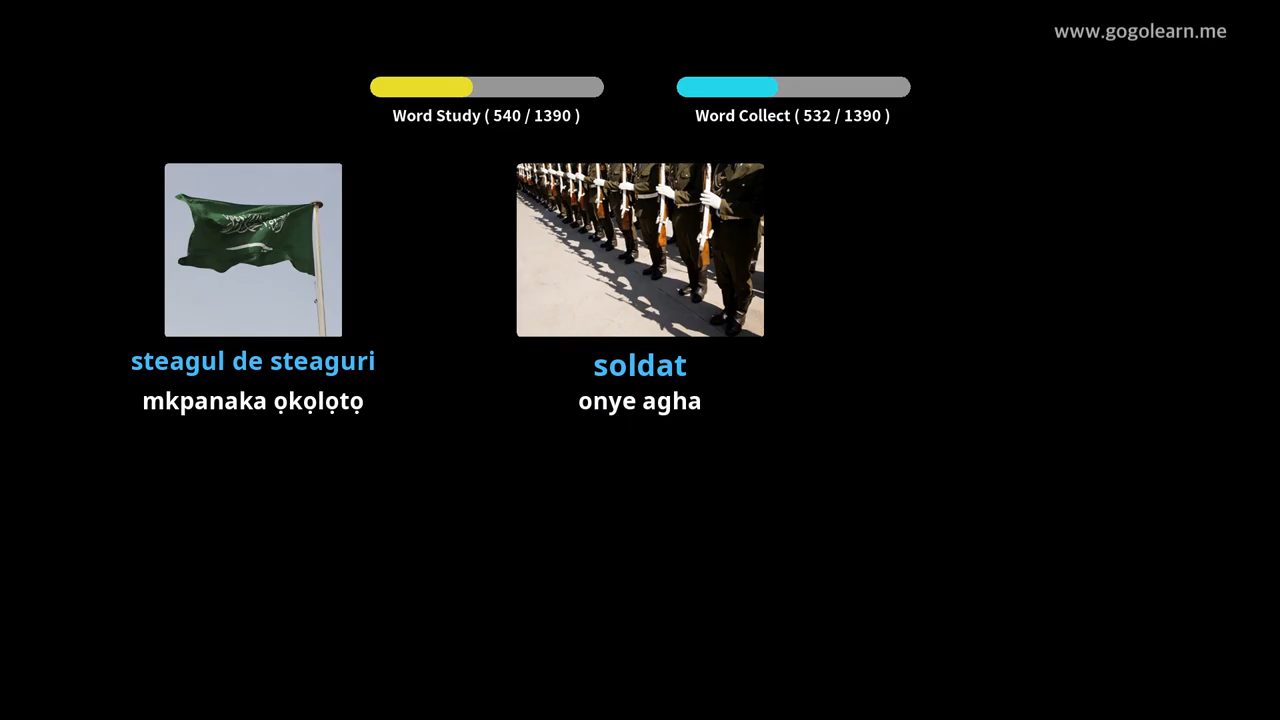 www.gogolearn.me
Word Study ( 540 / 1390 )
Word Collect ( 532 / 1390 )
steagul de steaguri
mkpanaka ọkọlọtọ
soldat
onye agha